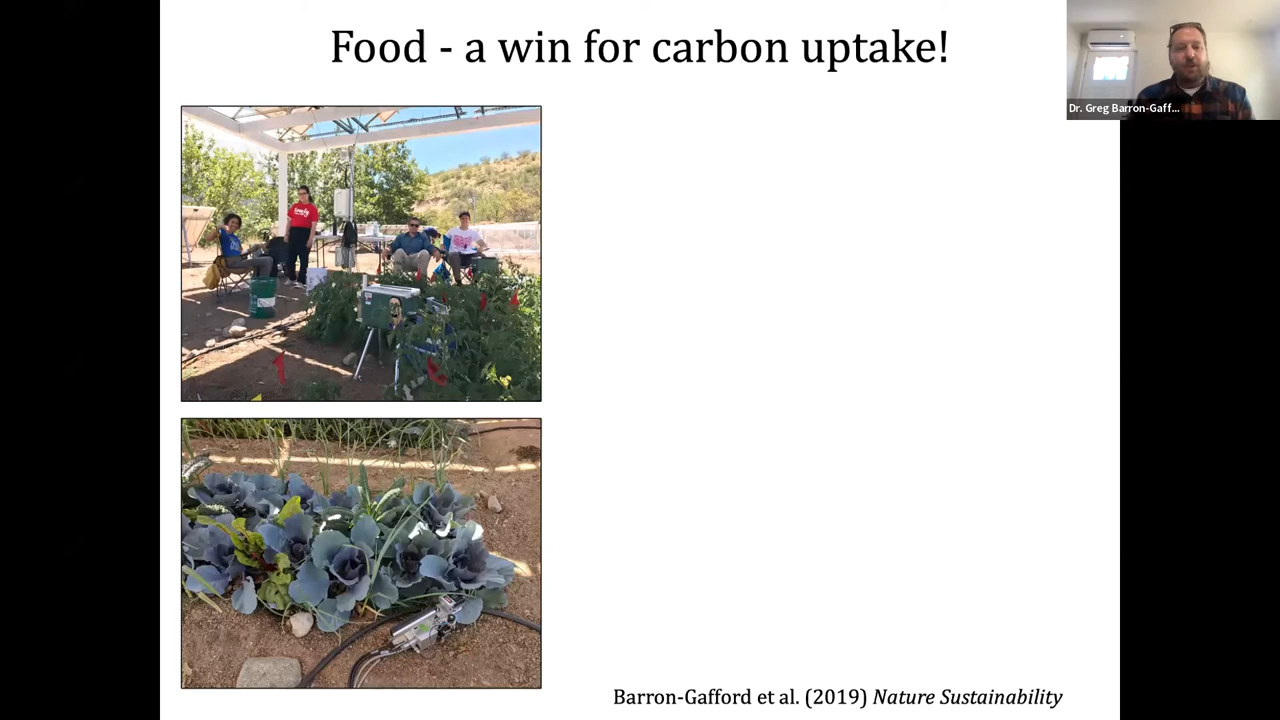 Food - a win for carbon uptake!
Dr. Greg Barron-Gaff...
Barron-Gafford et al. (2019) Nature Sustainability